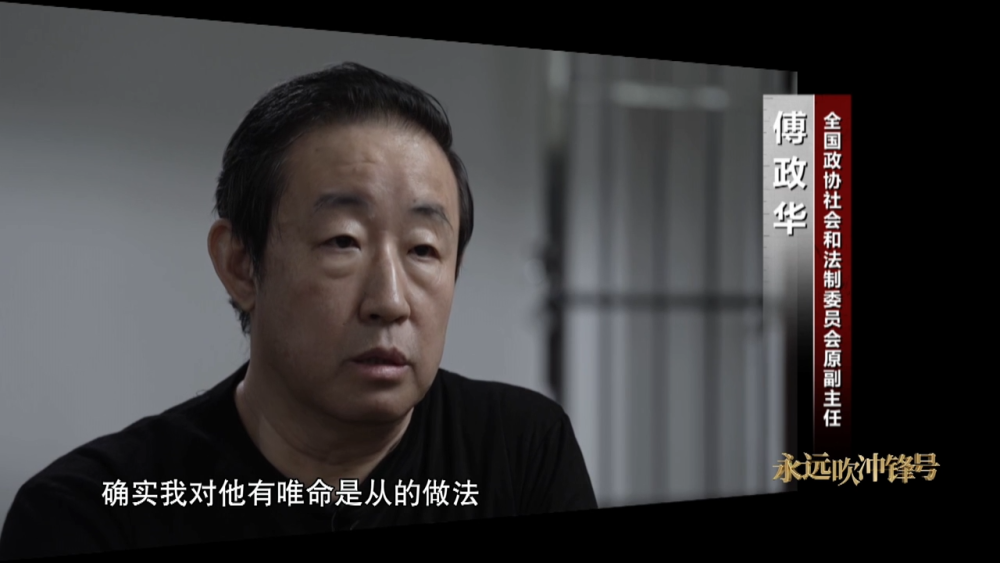 傅政华
全国政协社会和法制委员会原副主任
永远吹冲锋号
确实我对他有唯命是从的做法